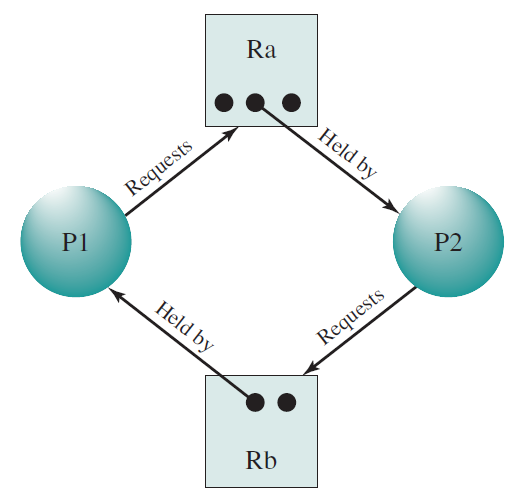 Ra
Requests
Held by
P1
P2
Held by
Requests
Rb